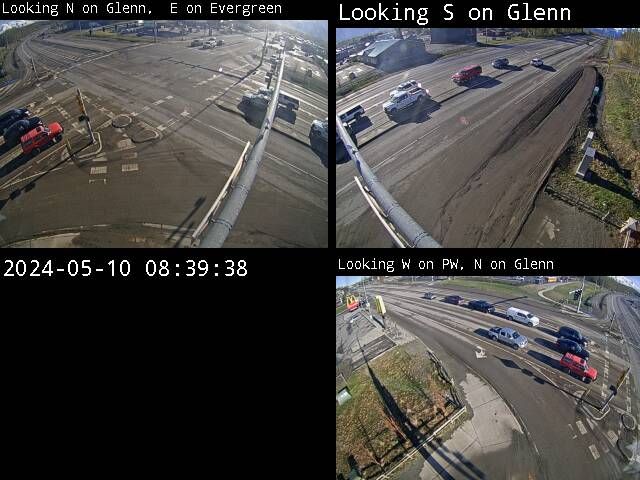 Looking N on Glenn,  E on Evergreen
Looking S on Glenn
2024-05-10 08:39:38
Looking W on PW, N on Glenn